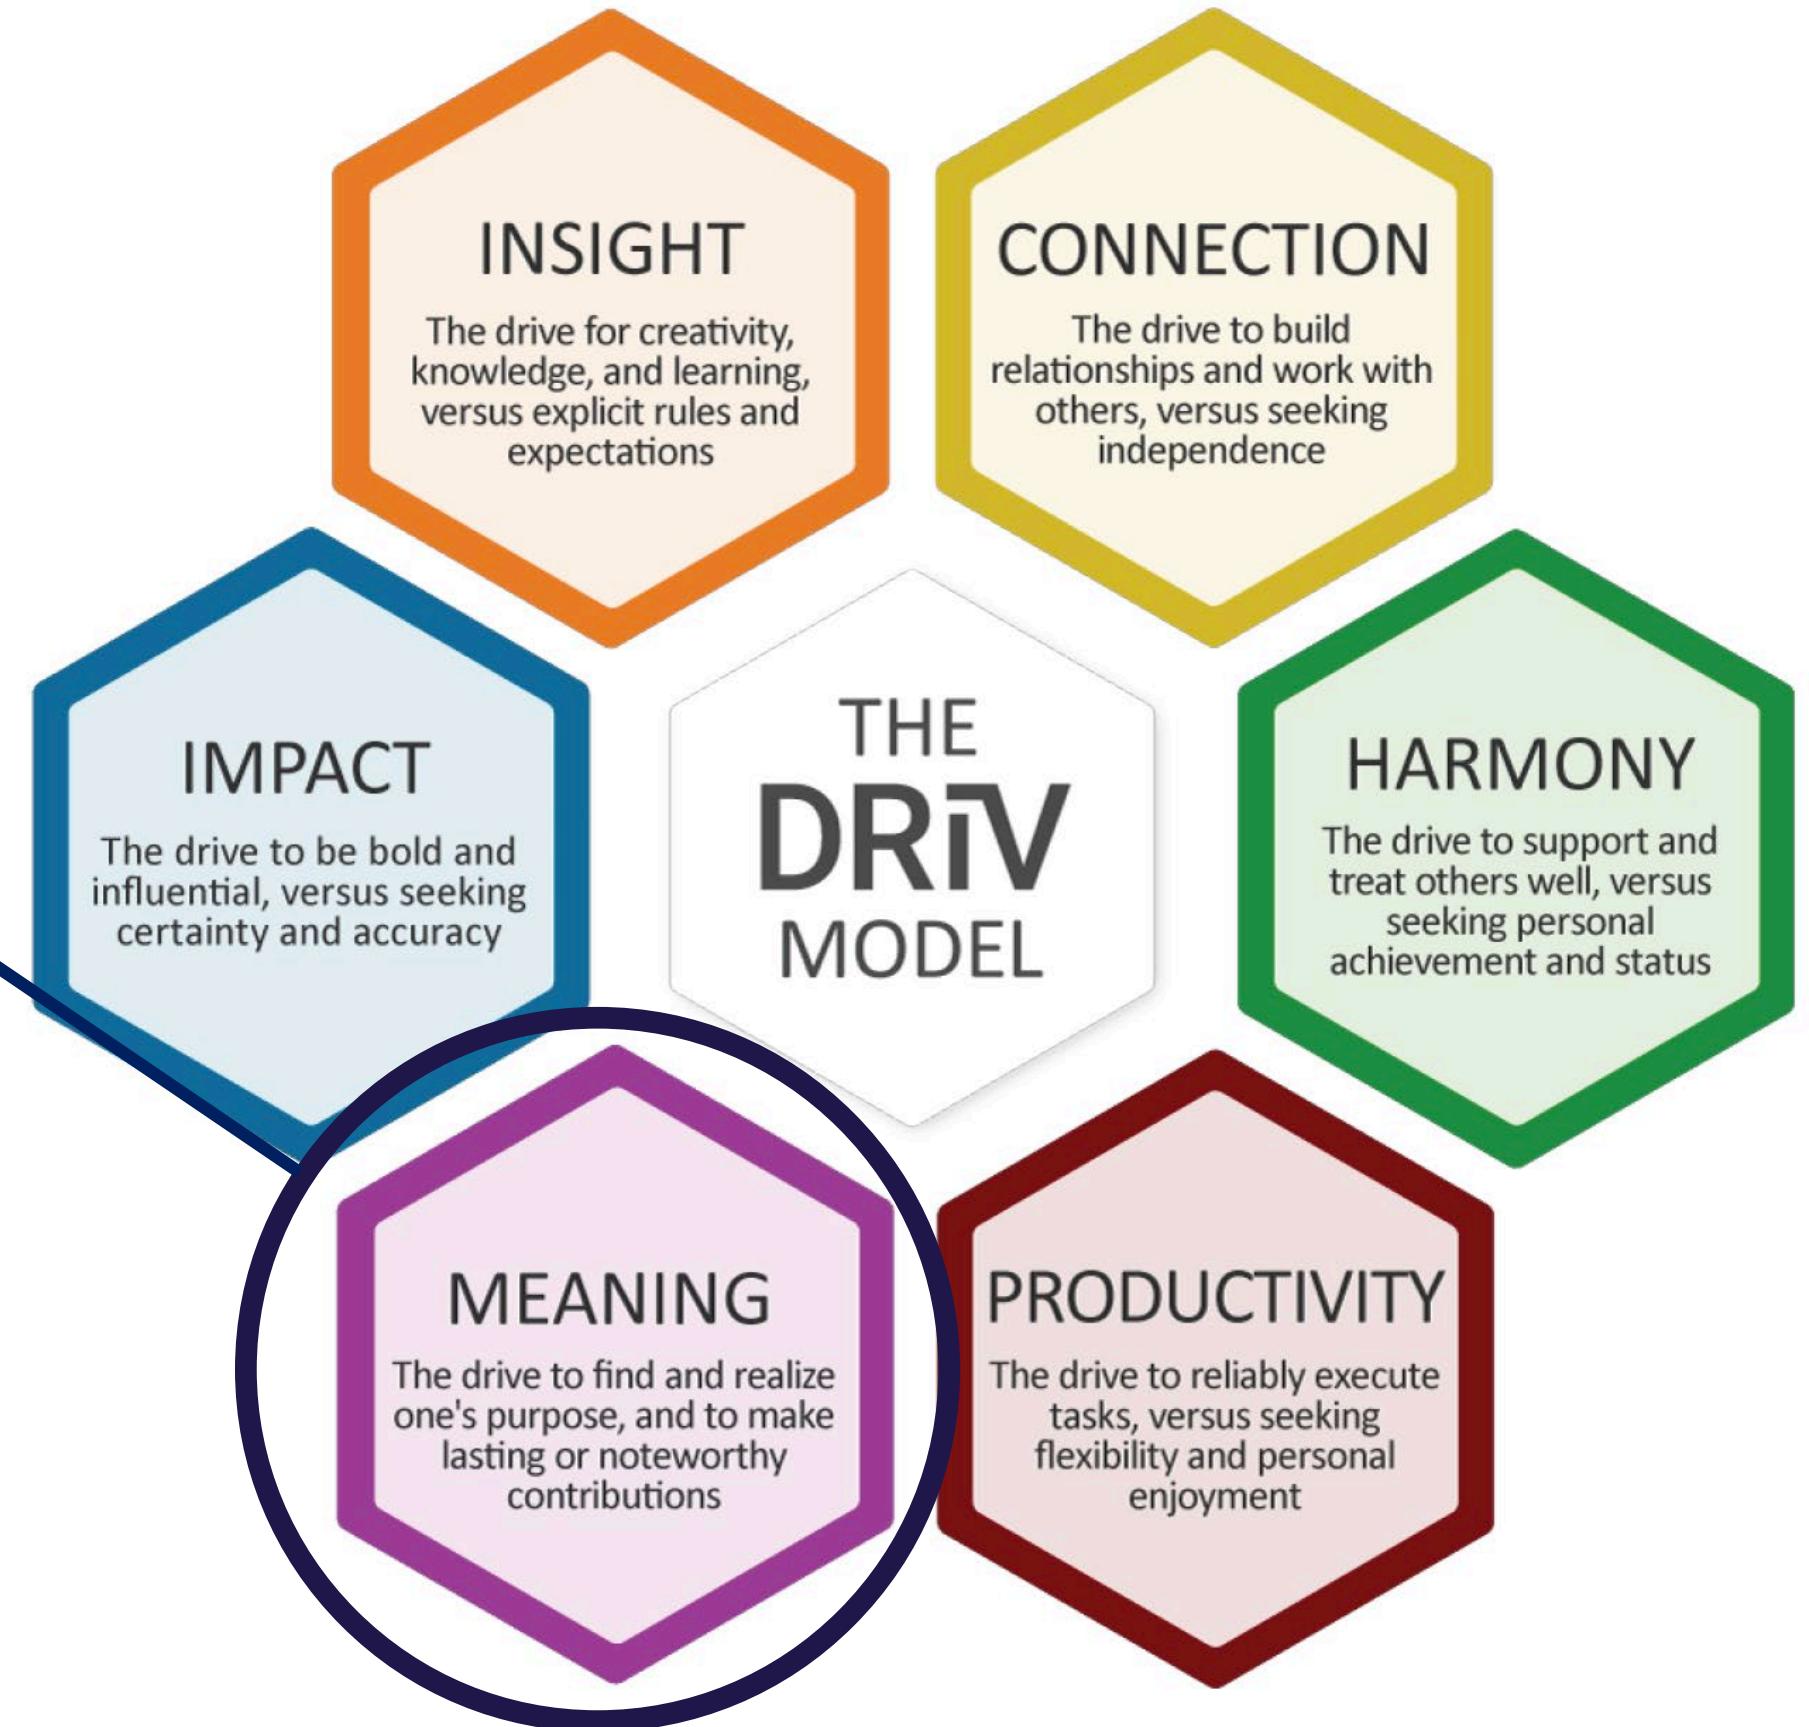 INSIGHT
The drive for creativity,
knowledge, and learning,
versus explicit rules and
expectations
CONNECTION
The drive to build
relationships and work with
others, versus seeking
independence
IMPACT
The drive to be bold and
influential, versus seeking
certainty and accuracy
THE
DRiV
MODEL
HARMONY
The drive to support and
treat others well, versus
seeking personal
achievement and status
MEANING
The drive to find and realize
one's purpose, and to make
lasting or noteworthy
contributions
PRODUCTIVITY
The drive to reliably execute
tasks, versus seeking
flexibility and personal
enjoyment